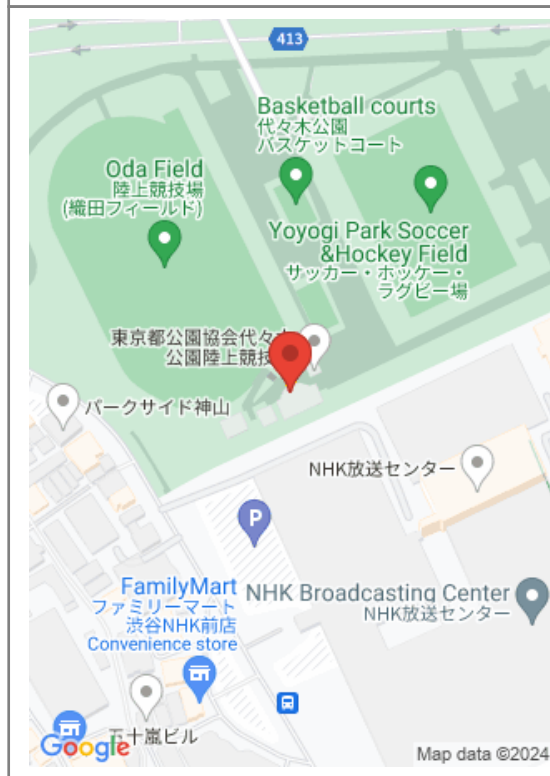 413
Basketball courts
代々木公園
バスケットコート
Oda Field
陸上競技場
(織田フィールド)
Yoyogi Park Soccer
&Hockey Field
サッカー・ホッケー・
ラグビー場
東京都公園協会代々木
公園陸上競技
パークサイド神山
NHK放送センター
P
FamilyMart
ファミリーマート
渋谷NHK前店
Convenience store
NHK Broadcasting Center
NHK放送センター
五十嵐ビル
Google
Map data ©2024